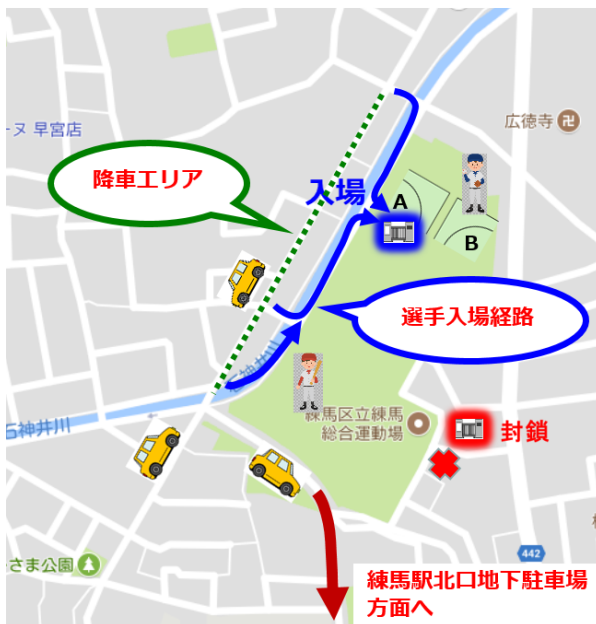 ーヌ 早宮店
広徳寺
降車エリア
入場
A
B
選手入場経路
石神井川
練馬区立練馬
総合運動場
封鎖
442
さま公園
練馬駅北口地下駐車場
方面へ